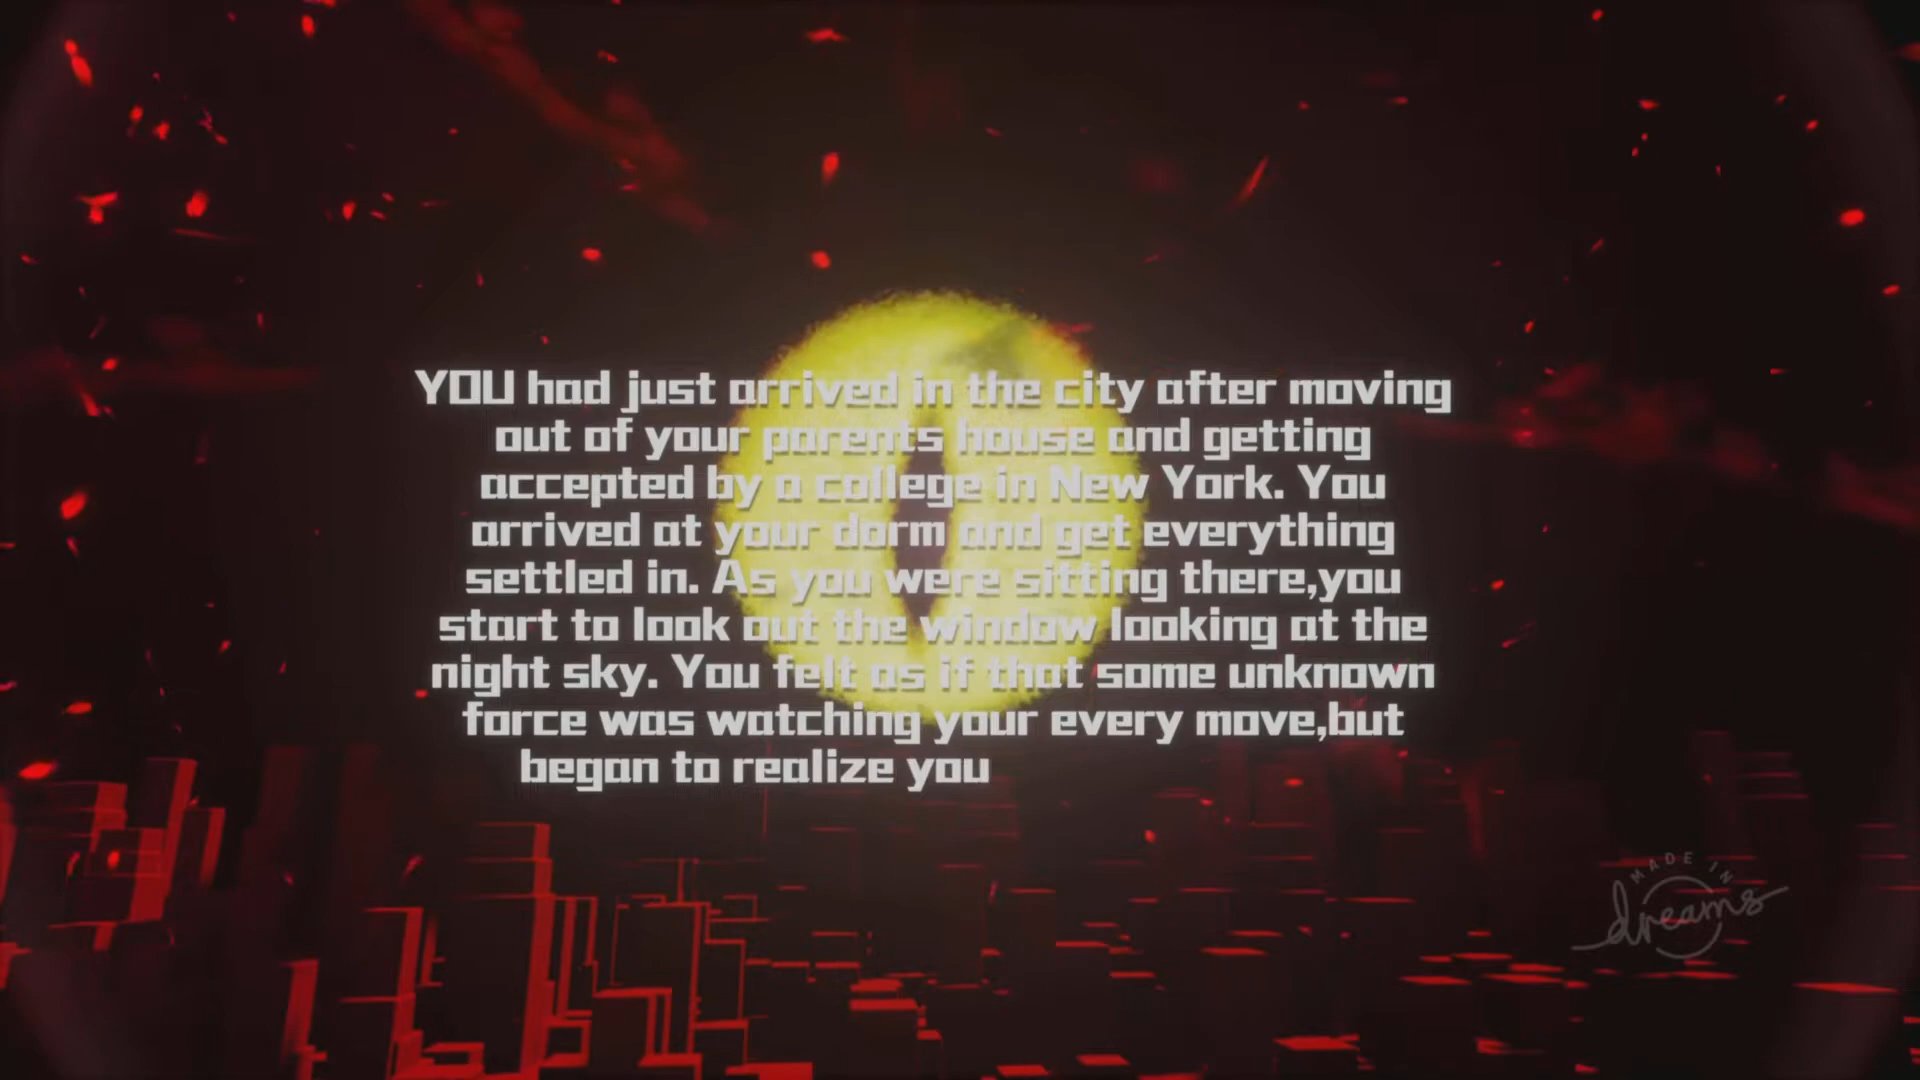 YOU had just arrived in the city after moving
out of your parents house and getting
accepted by a college in New York. You
arrived at your dorm and get everything
settled in. As you were sitting there,you
start to look out the window looking at the
night sky. You felt as if that some unknown
force was watching your every move,but
began to realize you
MADE IN
dreams